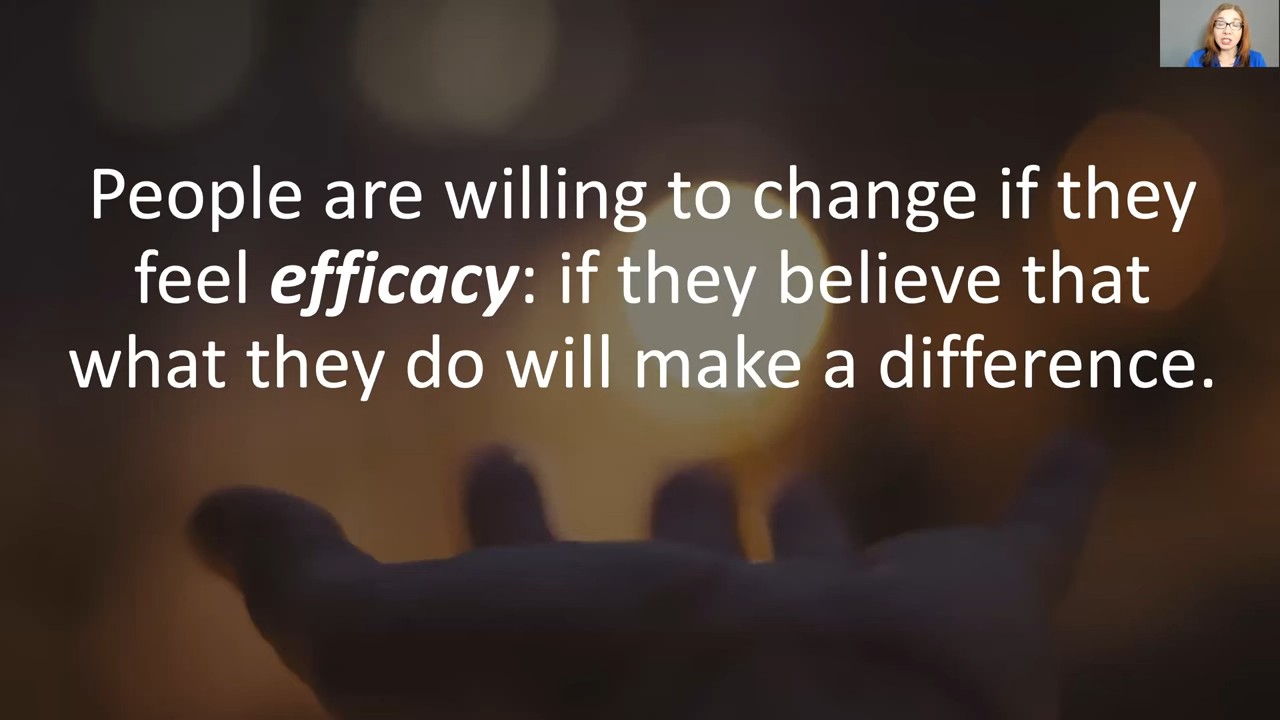 People are willing to change if they
feel efficacy: if they believe that
what they do will make a difference.